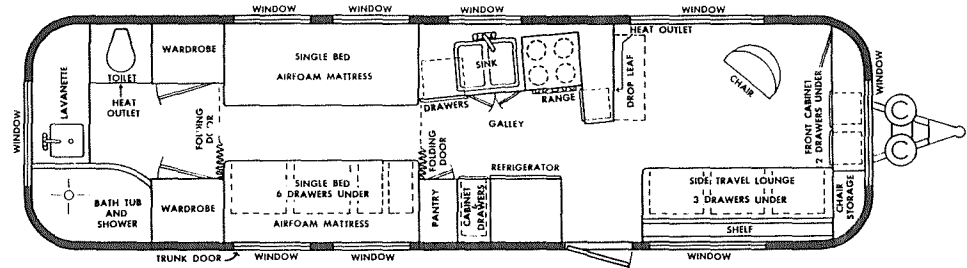 WINDOW
WINDOW
WINDOW
WINDOW
HEAT OUTLET
WARDROBE
SINGLE BED
AIRFOAM MATTRESS
SINK
DROP LEAF
CHAIR
TOILET
HEAT
OUTLET
LAVANETTE
WINDOW
FOLDING
DOOR
DRAWERS
RANGE
GALLEY
FRONT CABINET
2 DRAWERS UNDER
WINDOW
FOLDING
DOOR
REFRIGERATOR
SINGLE BED
6 DRAWERS UNDER
AIRFOAM MATTRESS
SIDE TRAVEL LOUNGE
3 DRAWERS UNDER
SHELF
CHAIR
STORAGE
BATH TUB
AND
SHOWER
WARDROBE
PANTRY
CABINET
DRAWERS
TRUNK DOOR
WINDOW
WINDOW
WINDOW